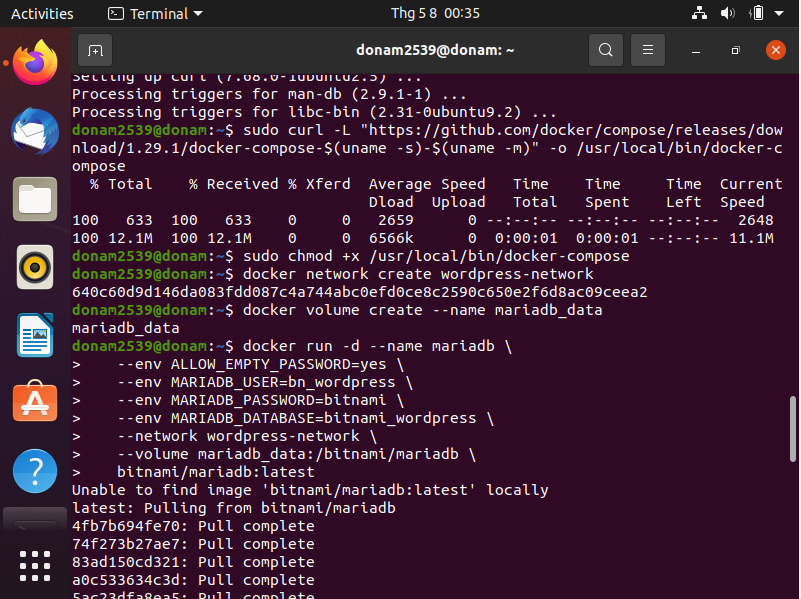 Activities Terminal Thg 5 8 00:35
donam2539@donam: ~
Setting up curl (7.68.0-1ubuntu2.5) ...
Processing triggers for man-db (2.9.1-1) ...
Processing triggers for libc-bin (2.31-0ubuntu9.2) ...
donam2539@donam:~$ sudo curl -L "https://github.com/docker/compose/releases/dow
nload/1.29.1/docker-compose-$(uname -s)-$(uname -m)" -o /usr/local/bin/docker-c
ompose
% Total % Received % Xferd Average Speed Time Time Time Current
Dload Upload Total Spent Left Speed
100 633 100 633 0 0 2659 0 --:--:-- --:--:-- --:--:-- 2648
100 12.1M 100 12.1M 0 0 6566k 0 0:00:01 0:00:01 --:--:-- 11.1M
donam2539@donam:~$ sudo chmod +x /usr/local/bin/docker-compose
donam2539@donam:~$ docker network create wordpress-network
640c60d9d146da083fdd087c4a744abc0efd0ce8c2590c650e2f6d8ac09ceea2
donam2539@donam:~$ docker volume create --name mariadb_data
mariadb_data
donam2539@donam:~$ docker run -d --name mariadb \
> --env ALLOW_EMPTY_PASSWORD=yes \
> --env MARIADB_USER=bn_wordpress \
> --env MARIADB_PASSWORD=bitnami \
> --env MARIADB_DATABASE=bitnami_wordpress \
> --network wordpress-network \
> --volume mariadb_data:/bitnami/mariadb \
> bitnami/mariadb:latest
Unable to find image 'bitnami/mariadb:latest' locally
latest: Pulling from bitnami/mariadb
4fb7b694fe70: Pull complete
74f273b27ae7: Pull complete
83ad150cd321: Pull complete
a0c533634c3d: Pull complete
5ac23dfa8ea5: Pull complete